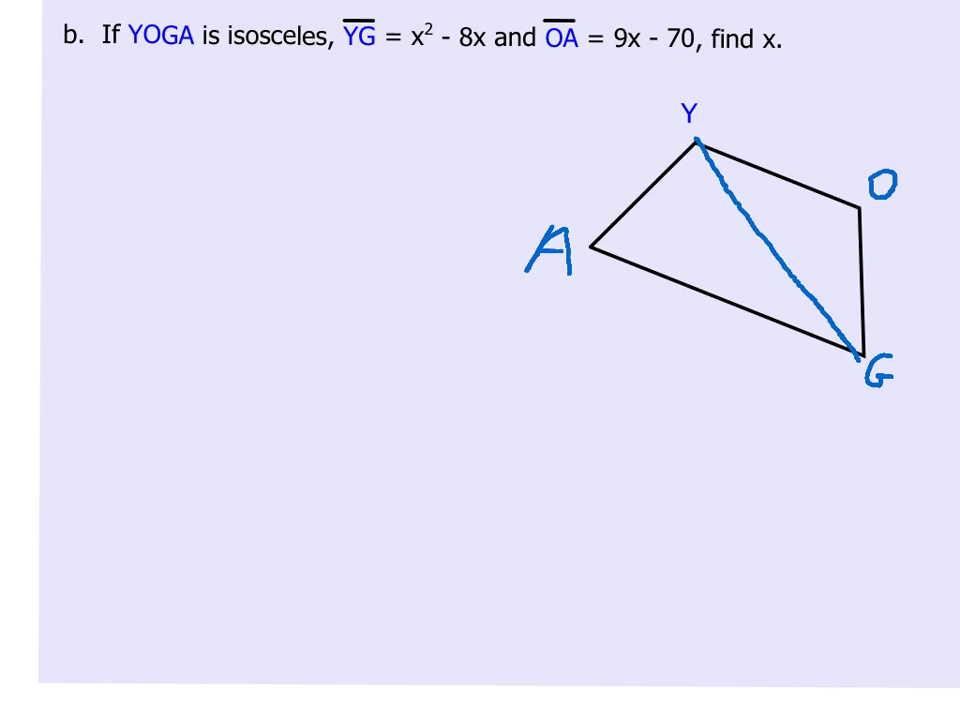 b. If YOGA is isosceles, YG = x² - 8x and OA = 9x - 70, find x.
Y
O
A
G